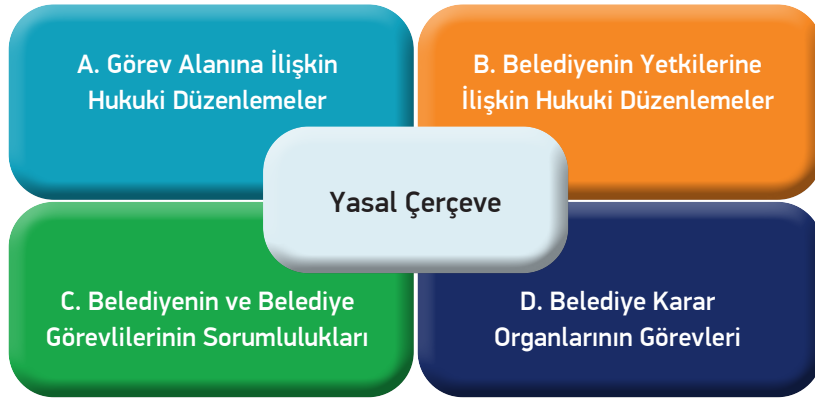 A. Görev Alanına İlişkin
Hukuki Düzenlemeler
B. Belediyenin Yetkilerine
İlişkin Hukuki Düzenlemeler
Yasal Çerçeve
C. Belediyenin ve Belediye
Görevlilerinin Sorumlulukları
D. Belediye Karar
Organlarının Görevleri